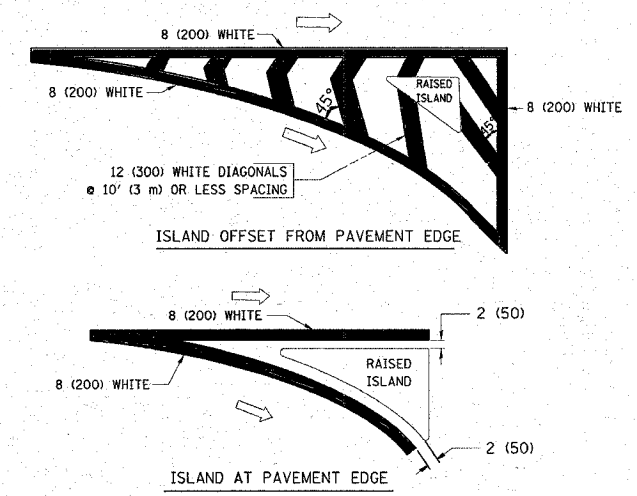 8 (200) WHITE
8 (200) WHITE
RAISED
ISLAND
8 (200) WHITE
45°
45°
12 (300) WHITE DIAGONALS
@ 10' (3 m) OR LESS SPACING
ISLAND OFFSET FROM PAVEMENT EDGE
8 (200) WHITE
2 (50)
8 (200) WHITE
RAISED
ISLAND
2 (50)
ISLAND AT PAVEMENT EDGE